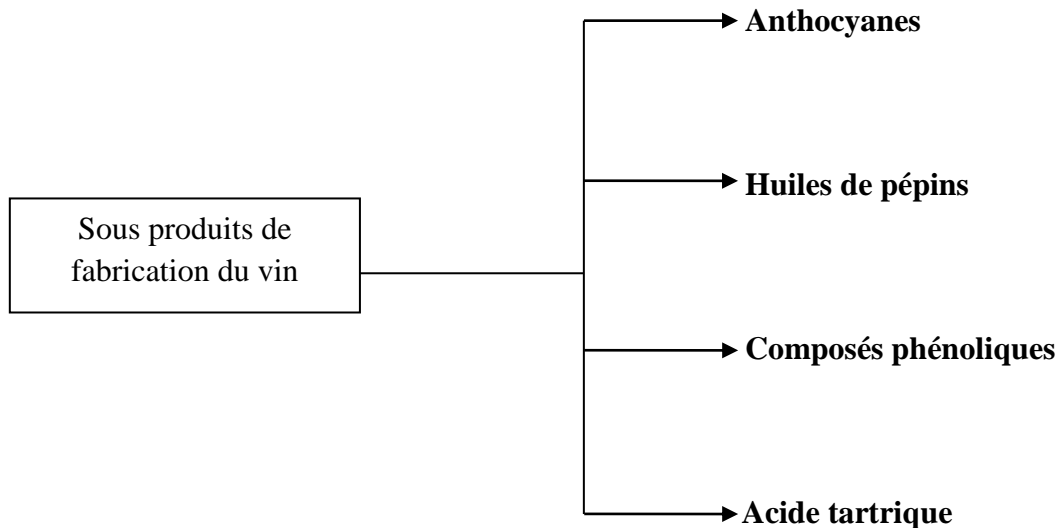 Anthocyanes
Huiles de pépins
Sous produits de
fabrication du vin
Composés phénoliques
Acide tartrique